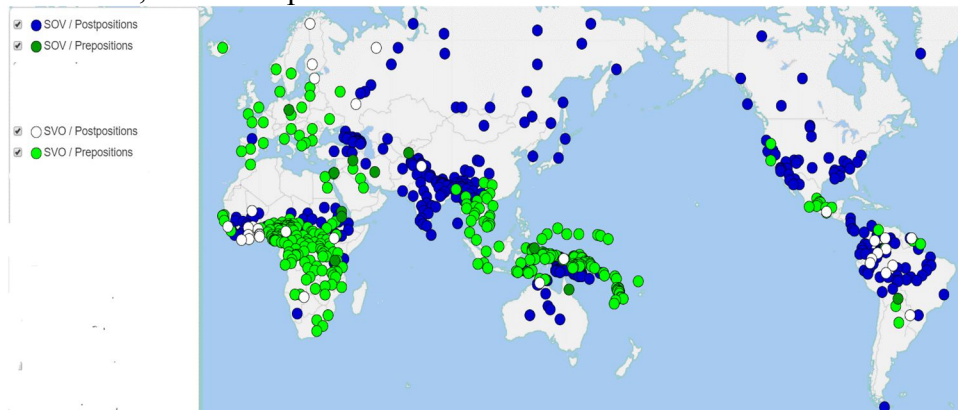 SOV / Postpositions
SOV / Prepositions
SVO / Postpositions
SVO / Prepositions